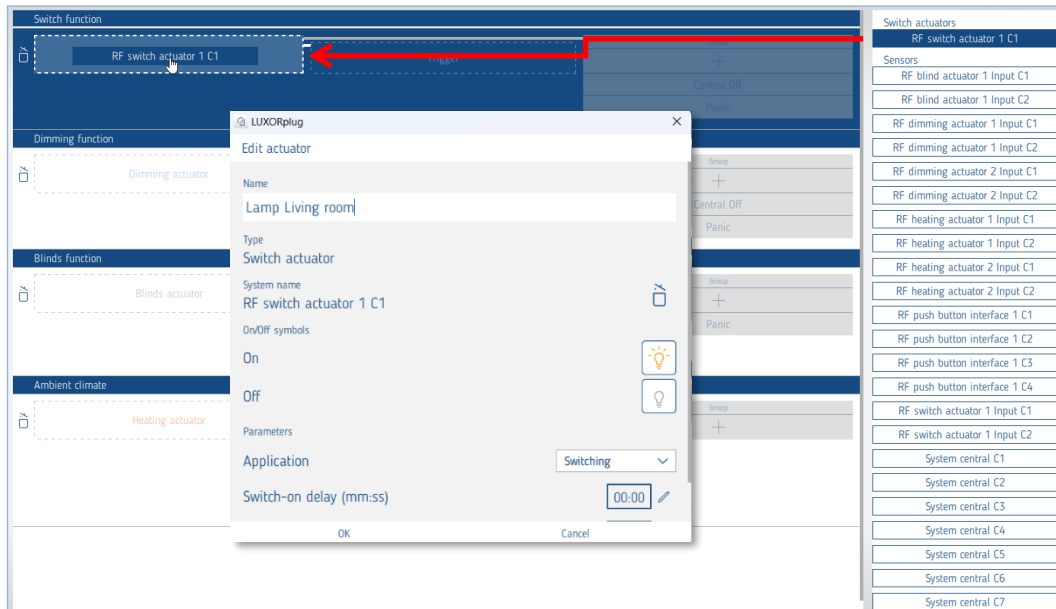 Switch function
RF switch actuator 1 C1
Trigger
Central Off
Panic
Dimming function
Dimming actuator
Group
Central Off
Panic
Blinds function
Blinds actuator
Group
Panic
Ambient climate
Heating actuator
Group
LUXORplug
Edit actuator
Name
Lamp Living room
Type
Switch actuator
System name
RF switch actuator 1 C1
On/Off symbols
On
Off
Parameters
Application
Switching
Switch-on delay (mm:ss)
00:00
OK
Cancel
Switch actuators
RF switch actuator 1 C1
Sensors
RF blind actuator 1 Input C1
RF blind actuator 1 Input C2
RF dimming actuator 1 Input C1
RF dimming actuator 1 Input C2
RF dimming actuator 2 Input C1
RF dimming actuator 2 Input C2
RF heating actuator 1 Input C1
RF heating actuator 1 Input C2
RF heating actuator 2 Input C1
RF heating actuator 2 Input C2
RF push button interface 1 C1
RF push button interface 1 C2
RF push button interface 1 C3
RF push button interface 1 C4
RF switch actuator 1 Input C1
RF switch actuator 1 Input C2
System central C1
System central C2
System central C3
System central C4
System central C5
System central C6
System central C7